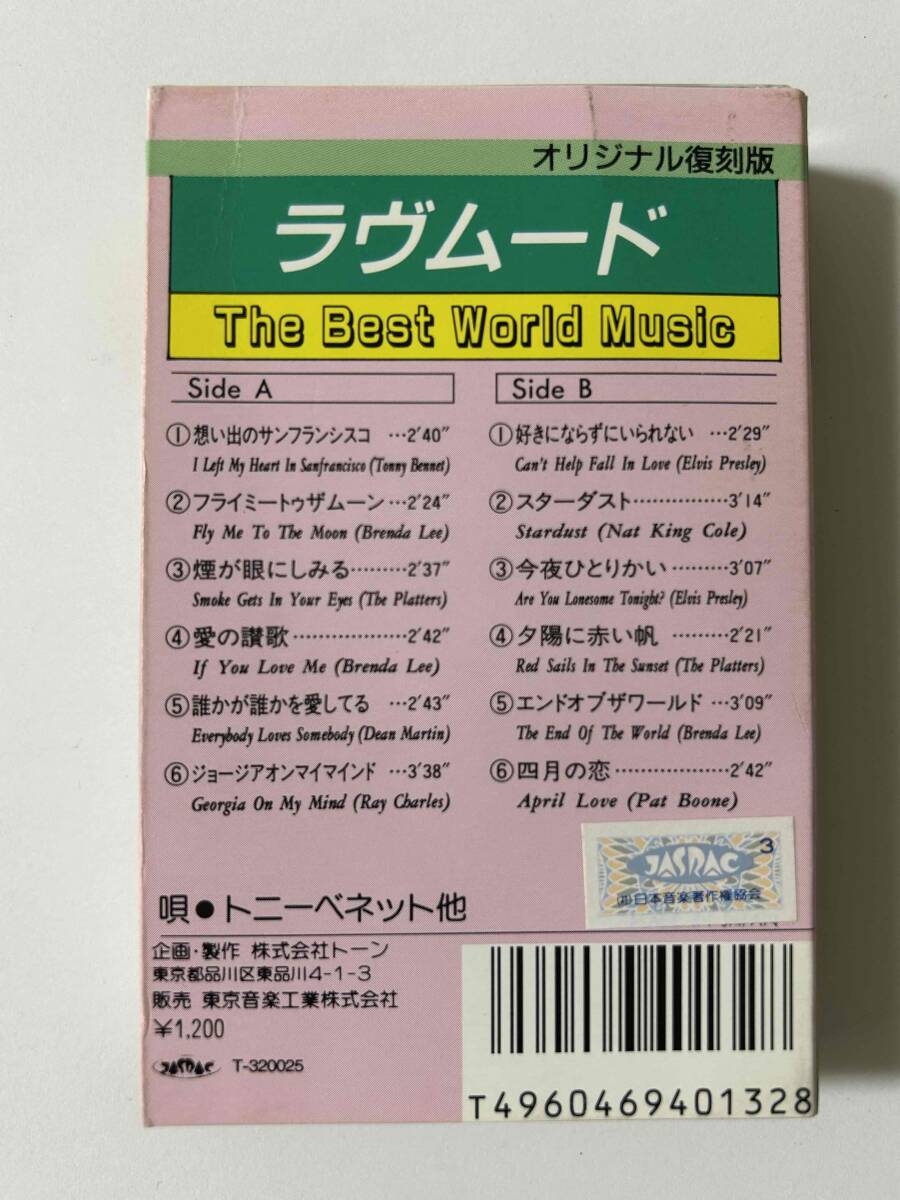 オリジナル復刻版
ラヴムード
The Best World Music
Side A
①想い出のサンフランシスコ …2′40″
I Left My Heart In Sanfrancisco (Tonny Bennet)
②フライミートゥザムーン …2′24″
Fly Me To The Moon (Brenda Lee)
③煙が眼にしみる ………2′37″
Smoke Gets In Your Eyes (The Platters)
④愛の讃歌 ………………2′42″
If You Love Me (Brenda Lee)
⑤誰かが誰かを愛してる …2′43″
Everybody Loves Somebody (Dean Martin)
⑥ジョージアオンマイマインド …3′38″
Georgia On My Mind (Ray Charles)
Side B
①好きにならずにいられない …2′29″
Can't Help Fall In Love (Elvis Presley)
②スターダスト ……………3′14″
Stardust (Nat King Cole)
③今夜ひとりかい ………3′07″
Are You Lonesome Tonight? (Elvis Presley)
④夕陽に赤い帆 ………2′21″
Red Sails In The Sunset (The Platters)
⑤エンドオブザワールド …3′09″
The End Of The World (Brenda Lee)
⑥四月の恋 ………………2′42″
April Love (Pat Boone)
JASRAC 3
(社)日本音楽著作権協会
唄●トニーベネット他
企画・製作 株式会社トーン
東京都品川区東品川4-1-3
販売 東京音楽工業株式会社
¥1,200
JASRAC T-320025
T4960469401328